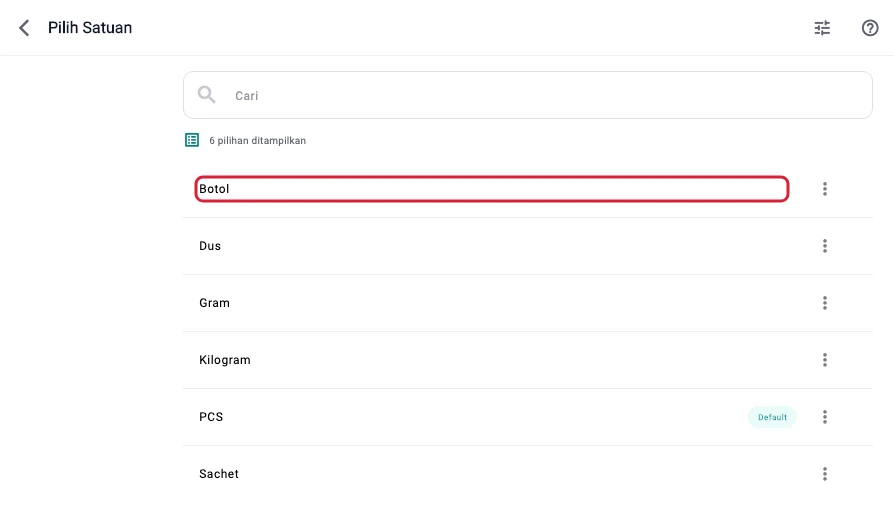 Pilih Satuan
Cari
6 pilihan ditampilkan
Botol
Dus
Gram
Kilogram
PCS Default
Sachet